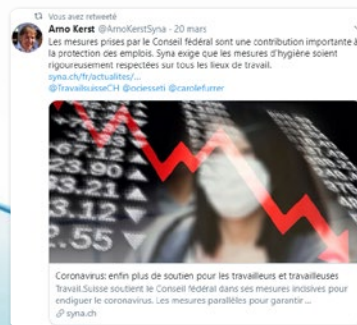 Vous avez retweeté
Arno Kerst @ArnoKerstSyna · 20 mars
Les mesures prises par le Conseil fédéral sont une contribution importante à
la protection des emplois. Syna exige que les mesures d'hygiène soient
rigoureusement respectées sur tous les lieux de travail.
syna.ch/fr/actualites/...
@TravailsuisseCH @odiesseti @carolefurrer
23.90
3.21
3.12
2.55
Coronavirus: enfin plus de soutien pour les travailleurs et travailleuses
Travail.Suisse soutient le Conseil fédéral dans ses mesures incisives pour
endiguer le coronavirus. Les mesures parallèles pour garantir ...
syna.ch